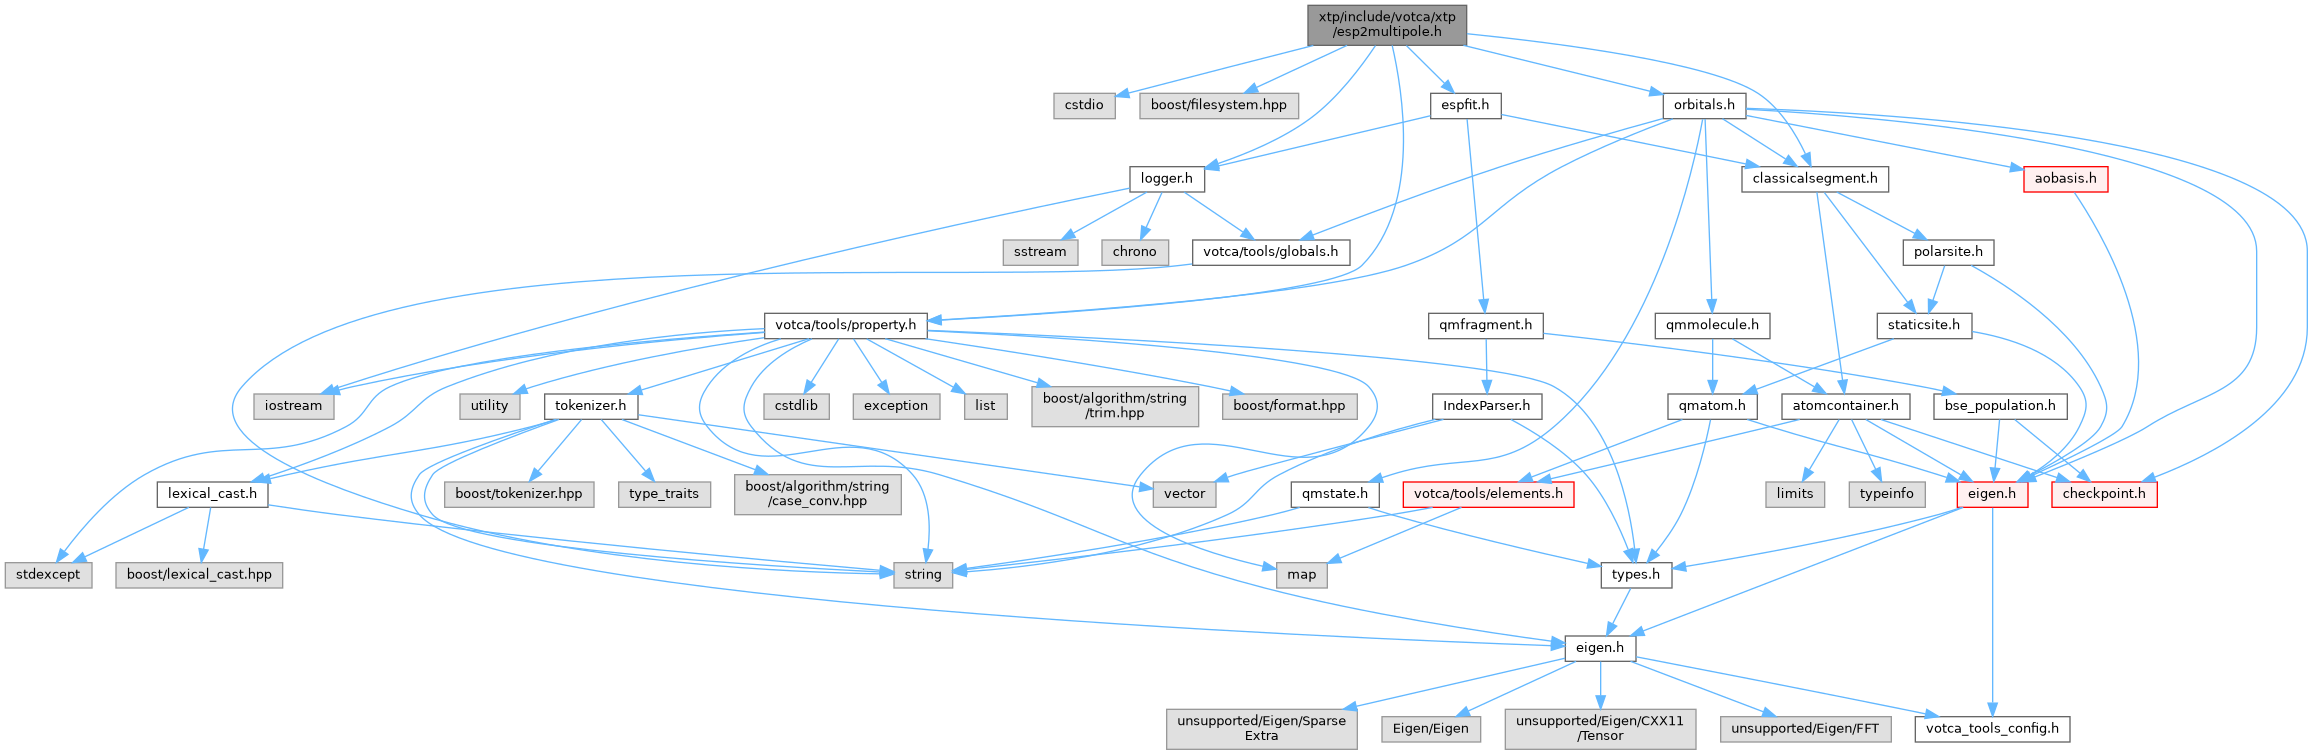 xtp/include/votca/xtp
/esp2multipole.h
cstdio
boost/filesystem.hpp
espfit.h
orbitals.h
logger.h
classicalsegment.h
aobasis.h
sstream
chrono
votca/tools/globals.h
polarsite.h
votca/tools/property.h
qmfragment.h
qmmolecule.h
staticsite.h
iostream
utility
tokenizer.h
cstdlib
exception
list
boost/algorithm/string
/trim.hpp
boost/format.hpp
IndexParser.h
qmatom.h
atomcontainer.h
bse_population.h
lexical_cast.h
boost/tokenizer.hpp
type_traits
boost/algorithm/string
/case_conv.hpp
vector
qmstate.h
votca/tools/elements.h
limits
typeinfo
eigen.h
checkpoint.h
stdexcept
boost/lexical_cast.hpp
string
map
types.h
eigen.h
unsupported/Eigen/Sparse
Extra
Eigen/Eigen
unsupported/Eigen/CXX11
/Tensor
unsupported/Eigen/FFT
votca_tools_config.h